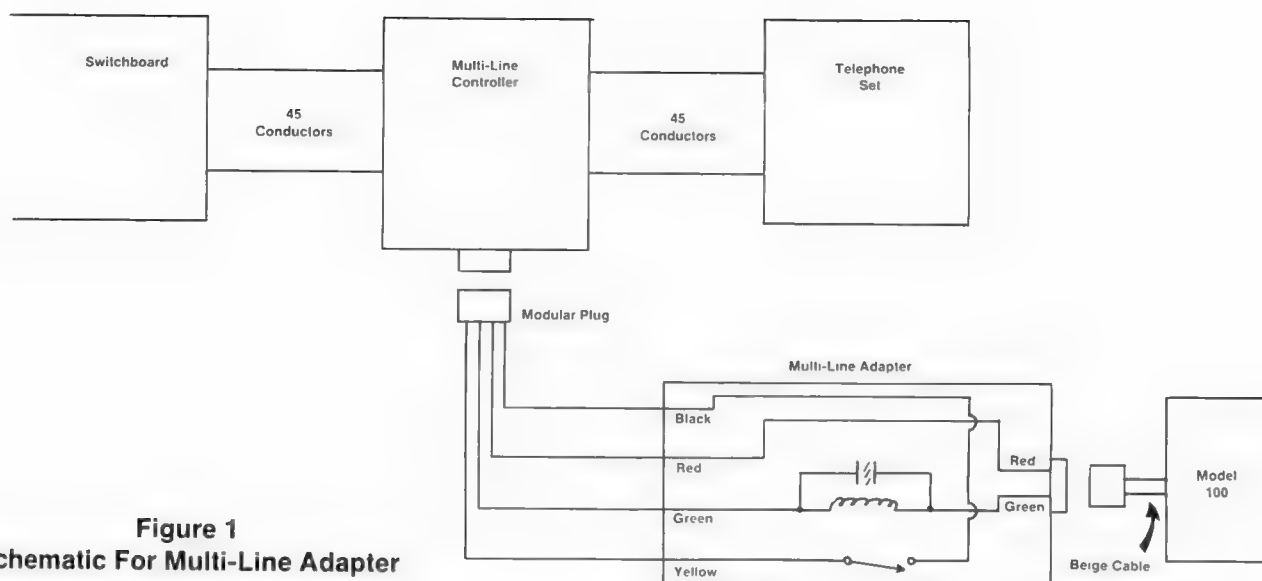 Switchboard
45
Conductors
Multi-Line
Controller
45
Conductors
Telephone
Set
Modular Plug
Multi-Line Adapter
Black
Red
Red
Green
Green
Yellow
Model
100
Beige Cable
Figure 1
chematic For Multi-Line Adapter